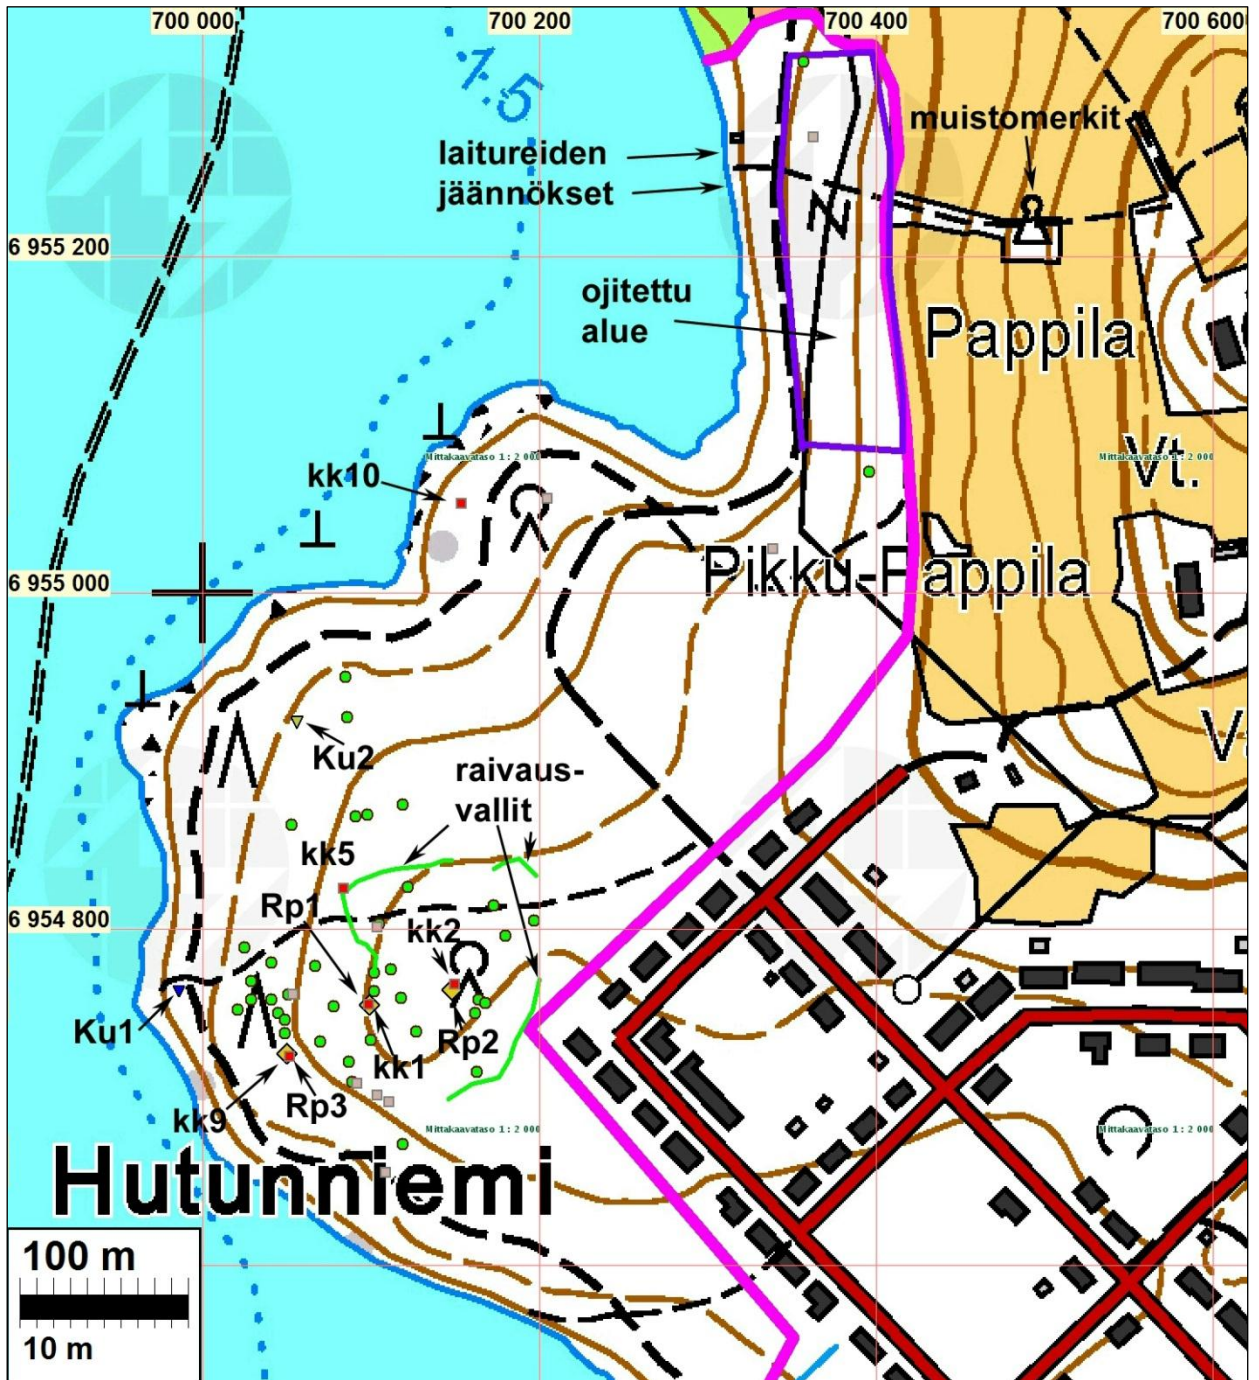 700 000
700 200
700 400
700 600
1.5
muistomerkit
laitureiden
jäännökset
6 955 200
ojitettu
alue
Pappila
Vt.
Mittakaavataso 1 : 2 000
Mittakaavataso 1 : 2 000
kk10
Pikku-Pappila
6 955 000
Ku2
raivaus-
vallit
kk5
Rp1
6 954 800
kk2
Ku1
Rp2
kk1
Rp3
kk9
Mittakaavataso 1 : 2 000
Mittakaavataso 1 : 2 000
Hutunniemi
100 m
10 m